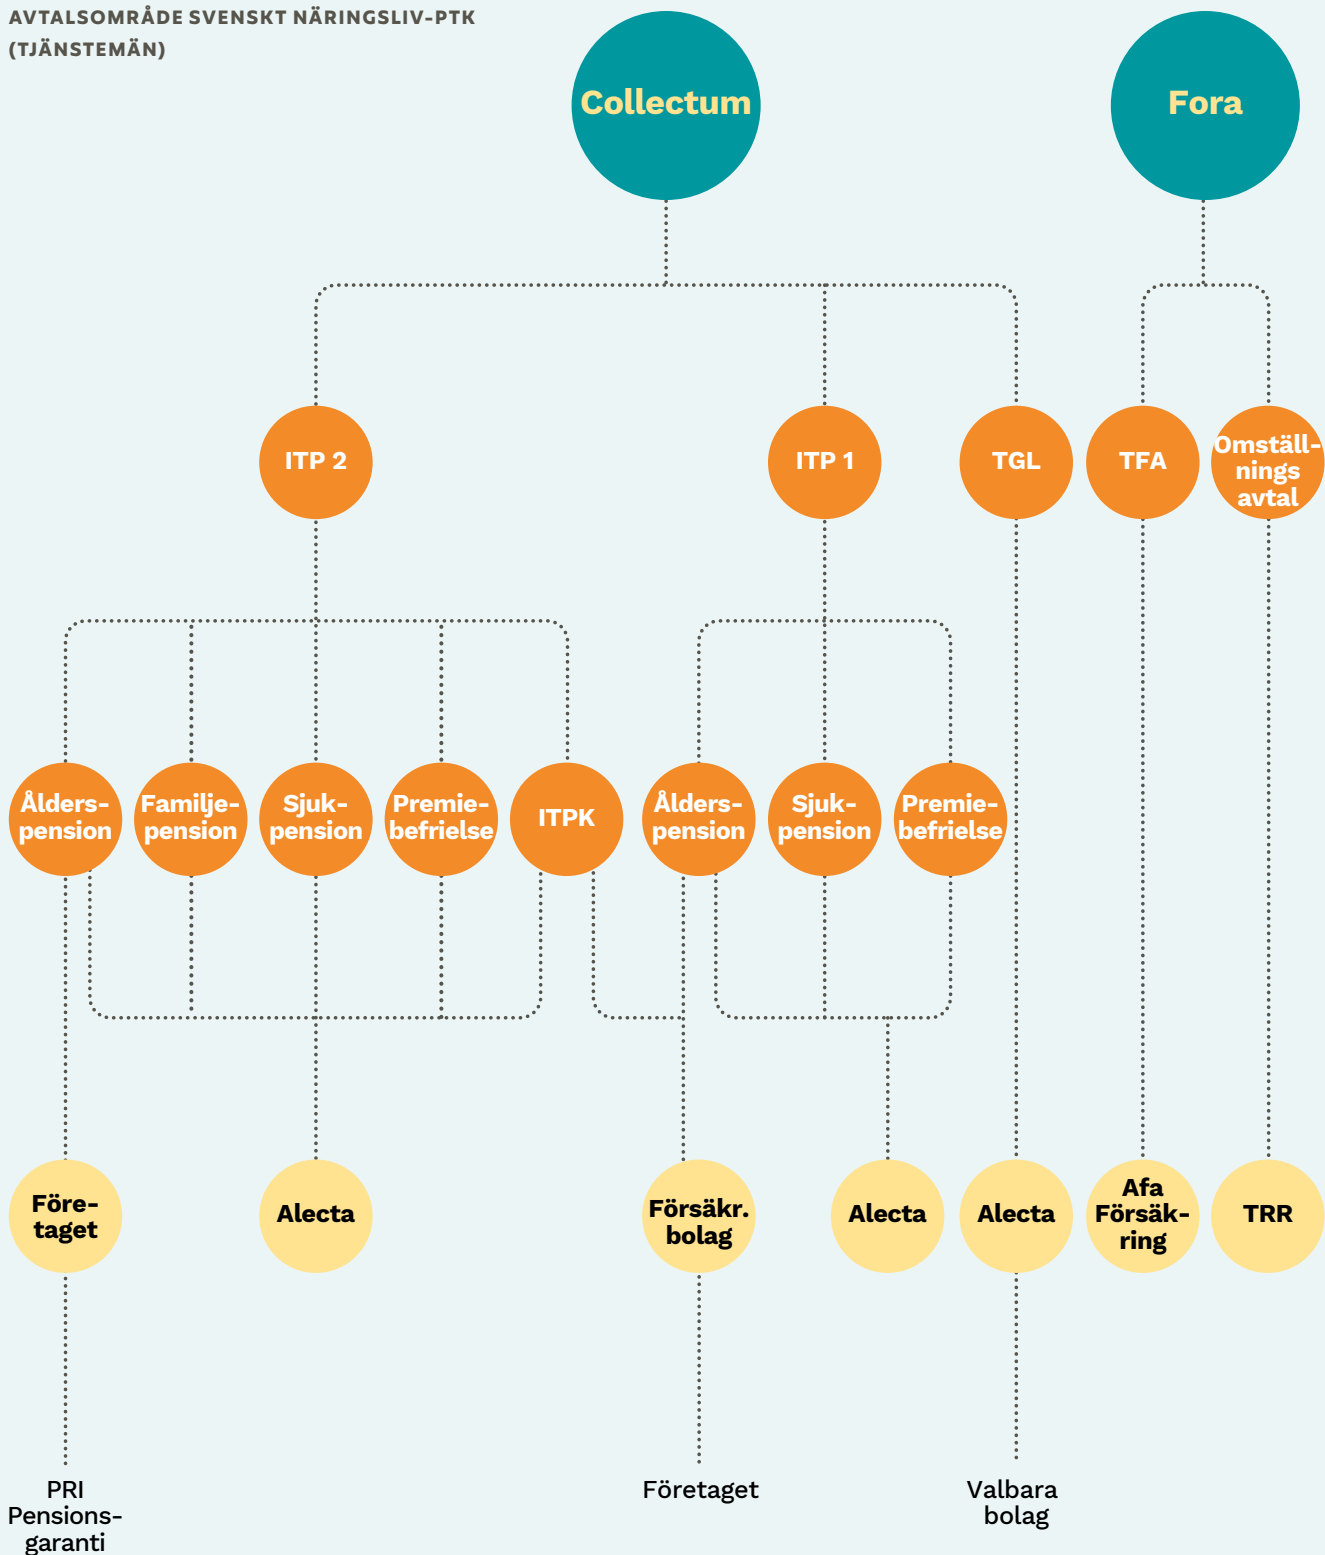 AVTALSOMRÅDE SVENSKT NÄRINGSLIV-PTK
(TJÄNSTEMÄN)
Collectum
Fora
ITP 2
ITP 1
TGL
TFA
Omställ-
nings
avtal
Ålders-
pension
Familje-
pension
Sjuk-
pension
Premie-
befrielse
ITPK
Ålders-
pension
Sjuk-
pension
Premie-
befrielse
Före-
taget
Alecta
Försäkr.
bolag
Alecta
Alecta
Afa
Försäk-
ring
TRR
PRI
Pensions-
garanti
Företaget
Valbara
bolag